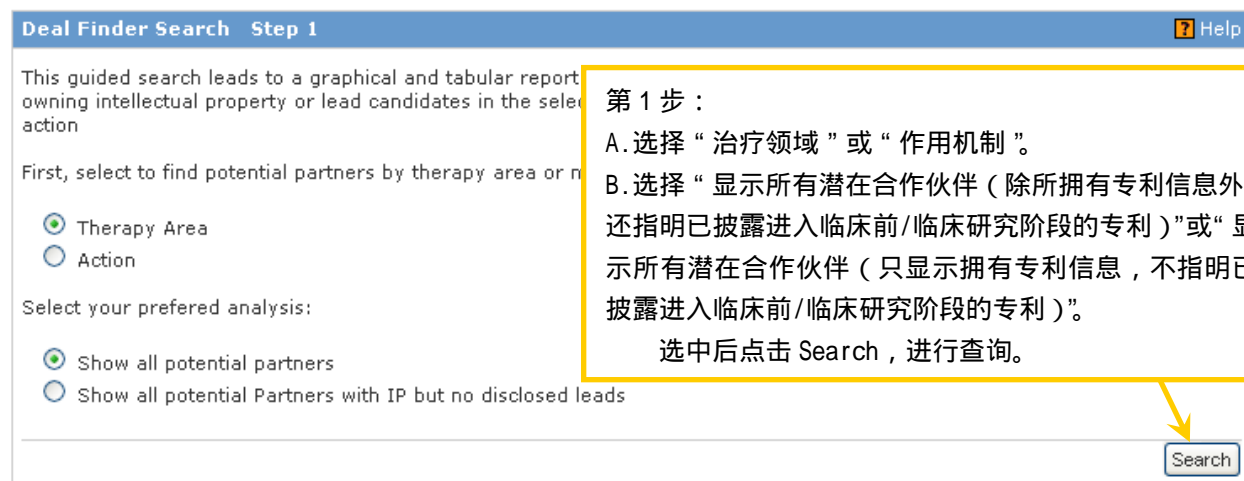 Deal Finder Search Step 1
? Help
This guided search leads to a graphical and tabular report
owning intellectual property or lead candidates in the
action
First, select to find potential partners by therapy area or
Therapy Area
Action
Select your prefered analysis:
Show all potential partners
Show all potential Partners with IP but no disclosed leads
第1步：
A.选择“治疗领域”或“作用机制”。
B.选择“显示所有潜在合作伙伴（除所拥有专利信息外
还指明已披露进入临床前/临床研究阶段的专利）”或“显
示所有潜在合作伙伴（只显示拥有专利信息，不指明已
披露进入临床前/临床研究阶段的专利）”。
选中后点击 Search，进行查询。
Search